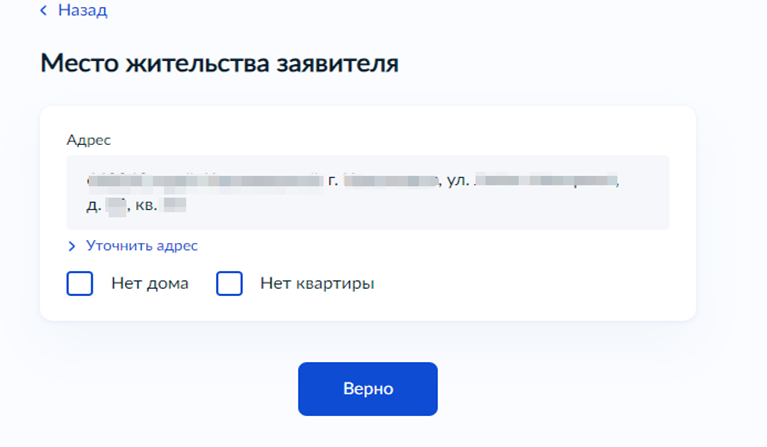 Назад
Место жительства заявителя
Адрес
г. , ул. ,
д. , кв.
Уточнить адрес
Нет дома Нет квартиры
Верно